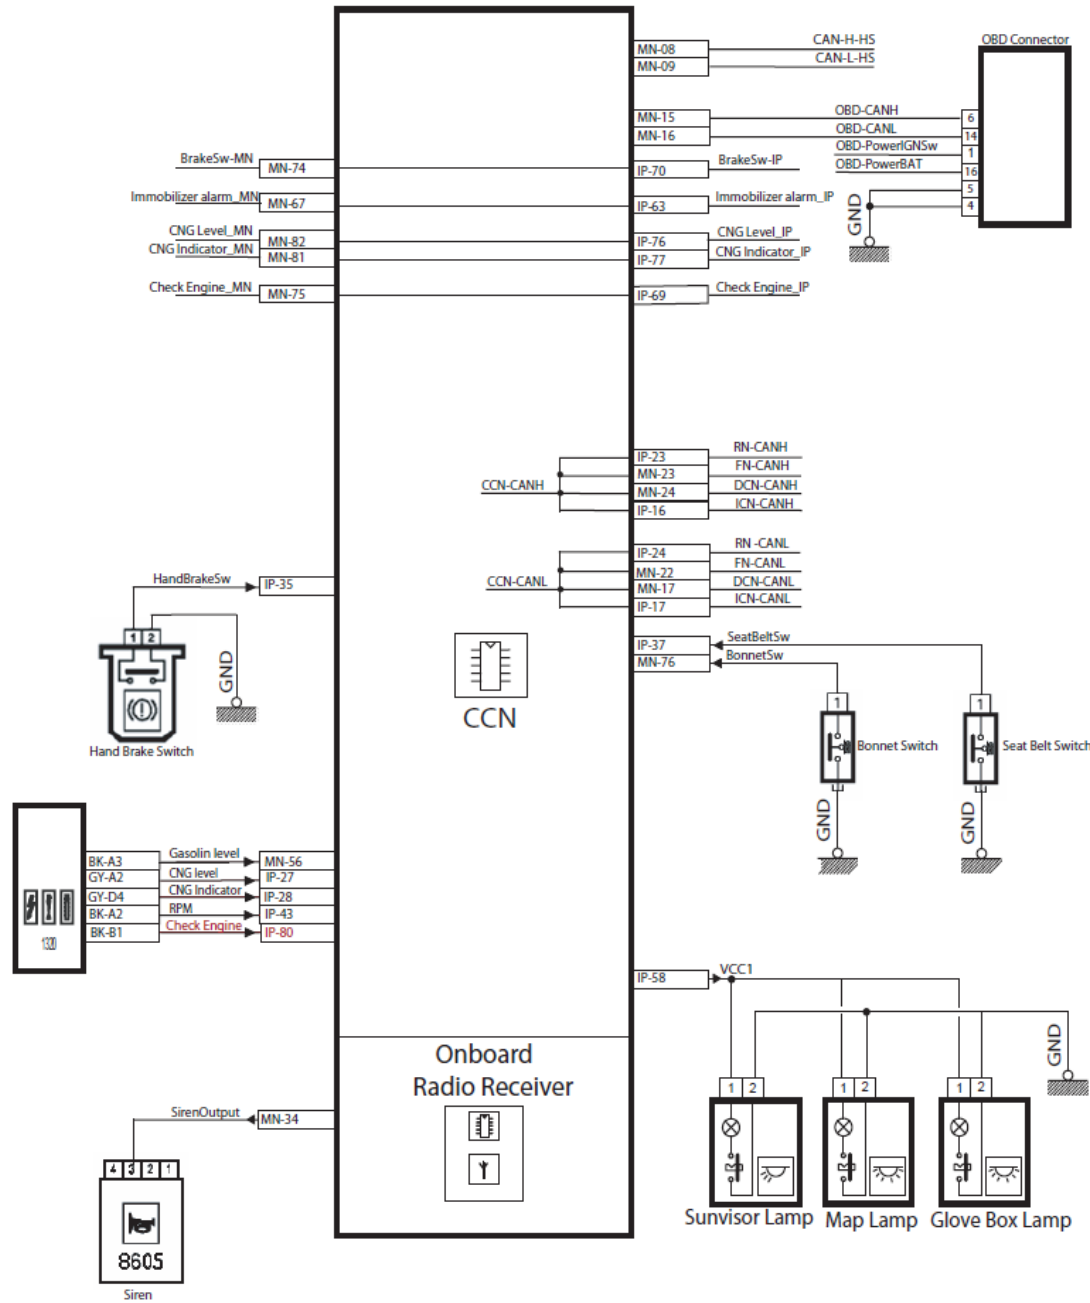 OBD Connector
MN-08 CAN-H-HS
MN-09 CAN-L-HS
MN-15 OBD-CANH 6
MN-16 OBD-CANL 14
OBD-PowerIGNSw 1
OBD-PowerBAT 16
5
4
GND
BrakeSw-MN MN-74
IP-70 BrakeSw-IP
Immobilizer alarm_MN MN-67
IP-63 Immobilizer alarm_IP
CNG Level_MN MN-82
IP-76 CNG Level_IP
CNG Indicator_MN MN-81
IP-77 CNG Indicator_IP
Check Engine_MN MN-75
IP-69 Check Engine_IP
CCN-CANH
IP-23 RN-CANH
MN-23 FN-CANH
MN-24 DCN-CANH
IP-16 ICN-CANH
CCN-CANL
IP-24 RN -CANL
MN-22 FN-CANL
MN-17 DCN-CANL
IP-17 ICN-CANL
HandBrakeSw IP-35
1 2
GND
Hand Brake Switch
IP-37 SeatBeltSw
MN-76 BonnetSw
CCN
1
Bonnet Switch
GND
1
Seat Belt Switch
GND
1320
BK-A3 Gasolin level MN-56
GY-A2 CNG level IP-27
GY-D4 CNG Indicator IP-28
BK-A2 RPM IP-43
BK-B1 Check Engine IP-80
IP-58 VCC1
GND
1 2
Sunvisor Lamp
1 2
Map Lamp
1 2
Glove Box Lamp
Onboard
Radio Receiver
SirenOutput MN-34
4 3 2 1
8605
Siren